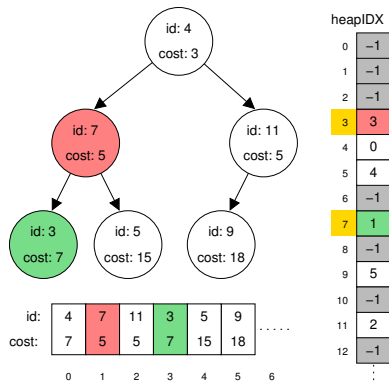 id: 4
cost: 3
id: 7
cost: 5
id: 11
cost: 5
id: 3
cost: 7
id: 5
cost: 15
id: 9
cost: 18
id: 4 7 11 3 5 9
cost: 7 5 5 7 15 18 .....
0 1 2 3 4 5 6
heapIDX
0 −1
1 −1
2 −1
3 3
4 0
5 4
6 −1
7 1
8 −1
9 5
10 −1
11 2
12 −1